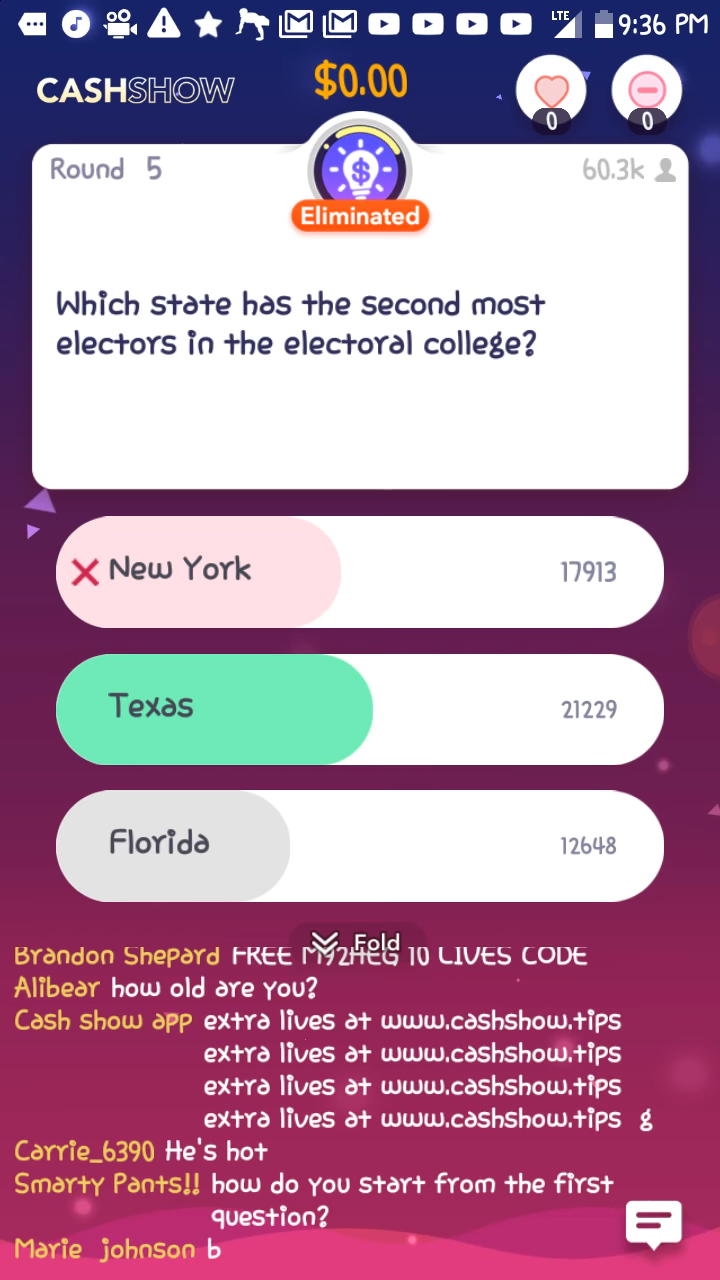 LTE 9:36 PM
CASHSHOW
$0.00
0 0
Round 5
60.3k
Eliminated
Which state has the second most
electors in the electoral college?
New York 17913
Texas 21229
Florida 12648
Fold
Brandon Shepard FREE M92HEG 10 LIVES CODE
Alibear how old are you?
Cash show app extra lives at www.cashshow.tips
extra lives at www.cashshow.tips
extra lives at www.cashshow.tips
extra lives at www.cashshow.tips g
Carrie_6390 He's hot
Smarty Pants!! how do you start from the first
question?
Marie johnson b